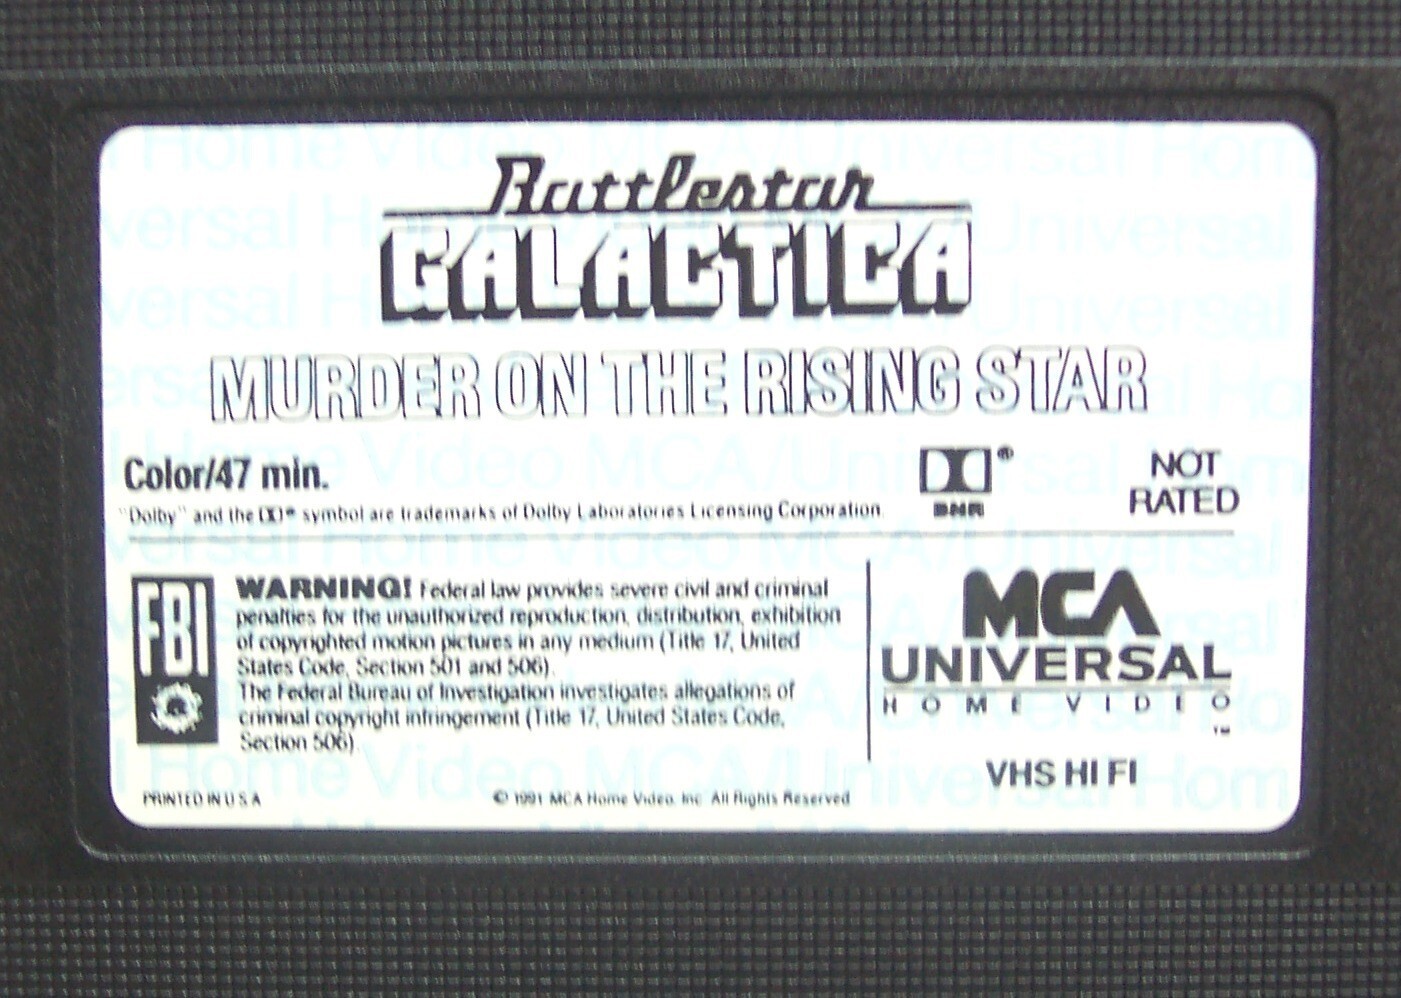 Battlestar
GALACTICA
MURDER ON THE RISING STAR
Color/47 min.
NOT
RATED
"Dolby" and the ® symbol are trademarks of Dolby Laboratories Licensing Corporation.
DNR
FBI
WARNING! Federal law provides severe civil and criminal
penalties for the unauthorized reproduction, distribution, exhibition
of copyrighted motion pictures in any medium (Title 17, United
States Code, Section 501 and 506).
The Federal Bureau of Investigation investigates allegations of
criminal copyright infringement (Title 17, United States Code,
Section 506).
MCA
UNIVERSAL
HOME VIDEO
TM
VHS HI FI
PRINTED IN U.S.A
© 1991 MCA Home Video, Inc. All Rights Reserved